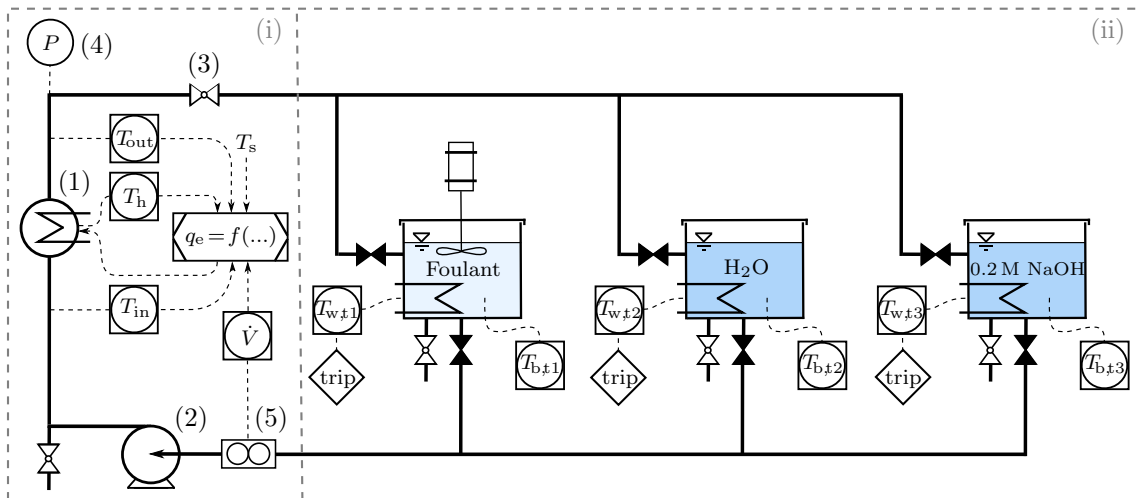 (i)
(ii)
P
(4)
(3)
T_out
T_s
(1)
T_h
q_e = f(...)
T_in
V̇
(2)
(5)
Foulant
H₂O
0.2 M NaOH
T_w,t1
T_w,t2
T_w,t3
trip
trip
trip
T_b,t1
T_b,t2
T_b,t3